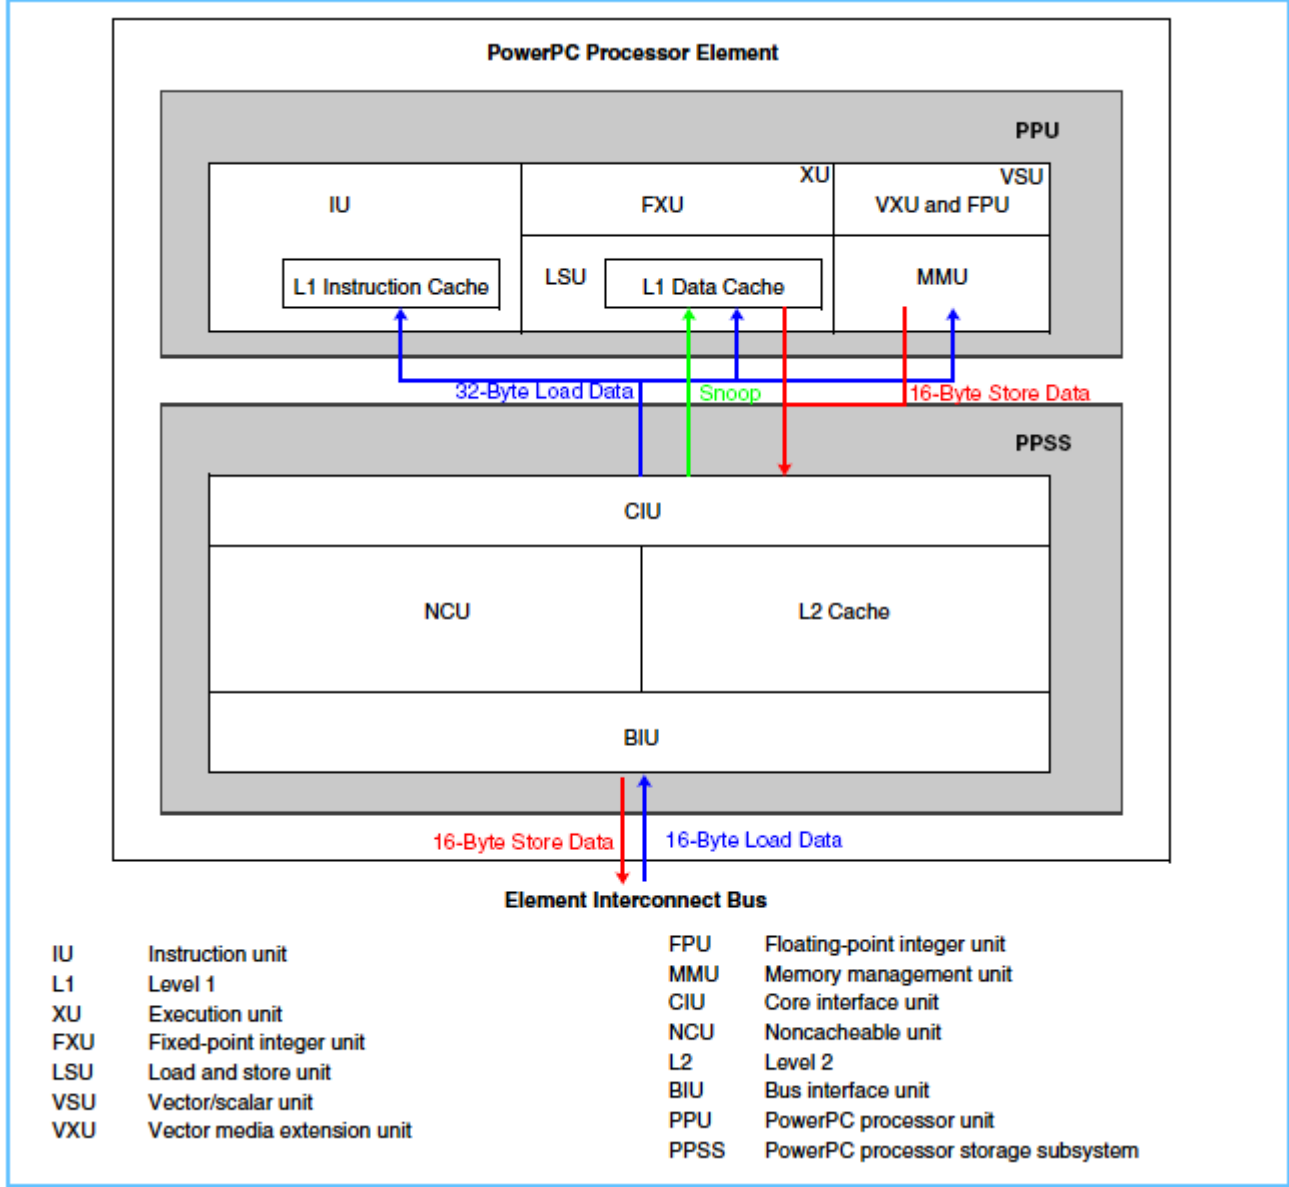 PowerPC Processor Element
PPU
XU
VSU
IU
FXU
VXU and FPU
LSU
MMU
L1 Instruction Cache
L1 Data Cache
32-Byte Load Data
Snoop
16-Byte Store Data
PPSS
CIU
NCU
L2 Cache
BIU
16-Byte Store Data
16-Byte Load Data
Element Interconnect Bus
IU Instruction unit
L1 Level 1
XU Execution unit
FXU Fixed-point integer unit
LSU Load and store unit
VSU Vector/scalar unit
VXU Vector media extension unit
FPU Floating-point integer unit
MMU Memory management unit
CIU Core interface unit
NCU Noncacheable unit
L2 Level 2
BIU Bus interface unit
PPU PowerPC processor unit
PPSS PowerPC processor storage subsystem